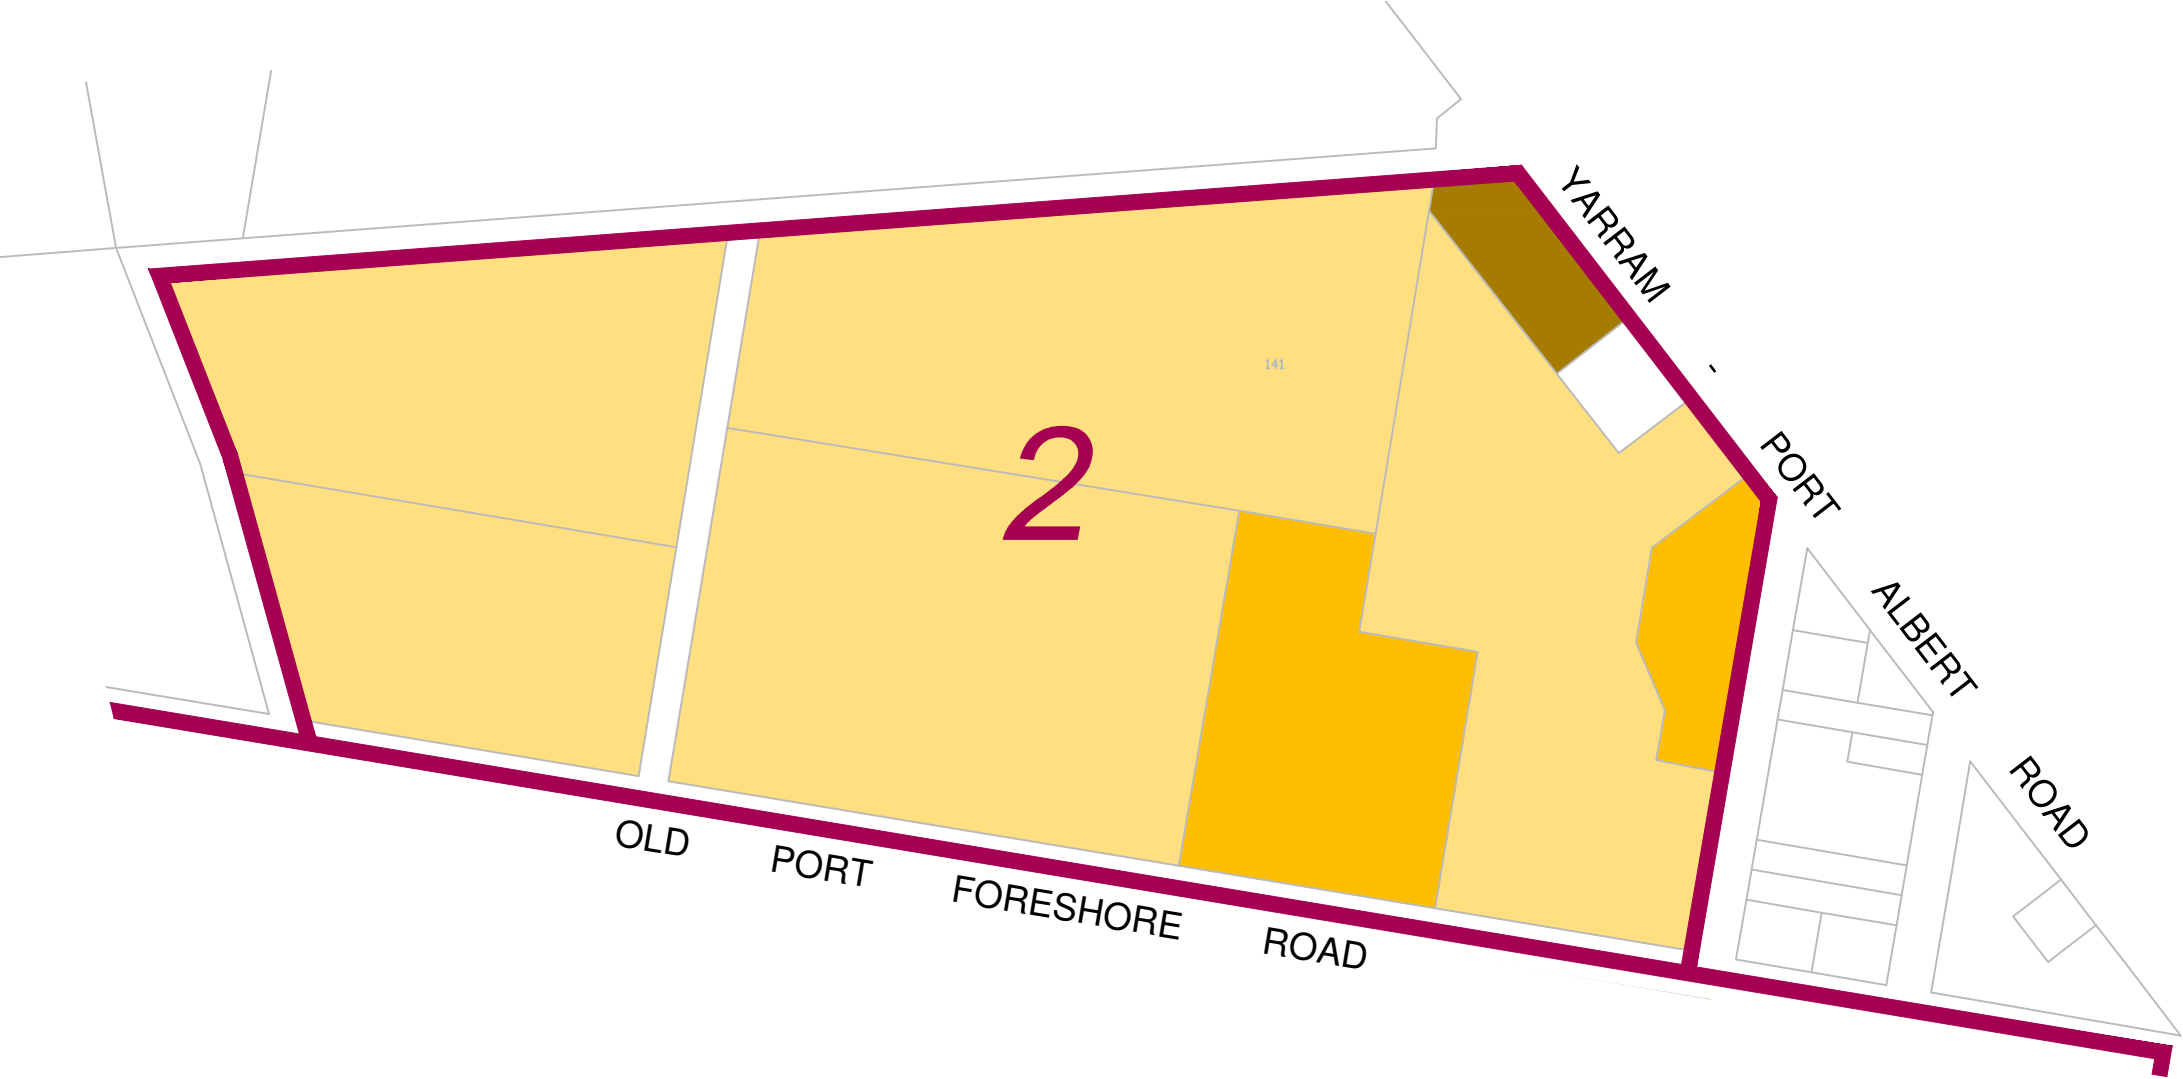 YARRAM - PORT ALBERT ROAD
141
2
OLD PORT FORESHORE ROAD